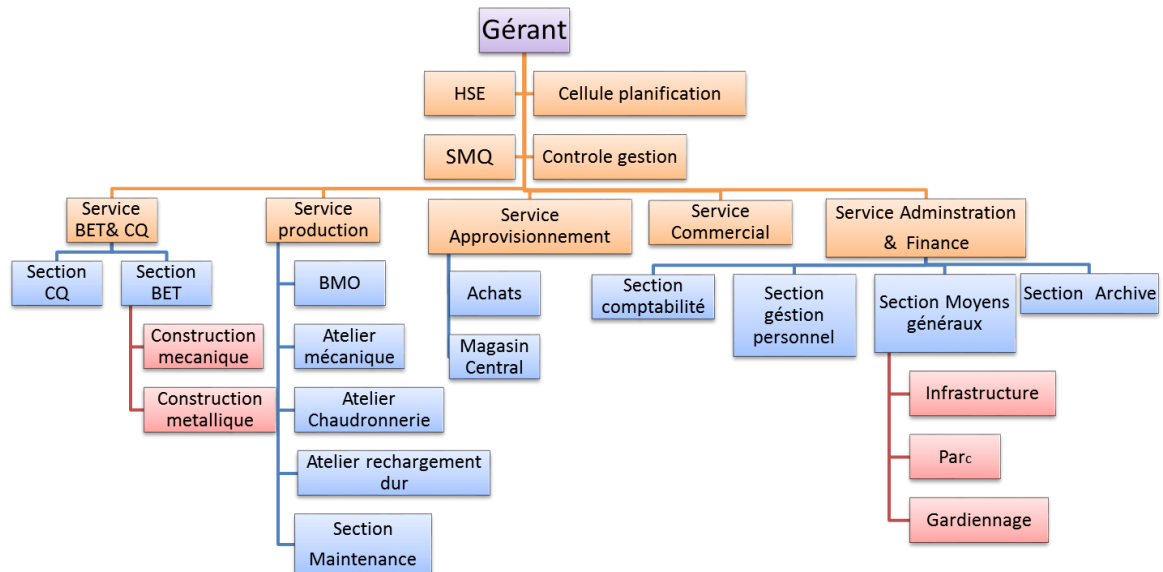 Gérant
HSE
Cellule planification
SMQ
Controle gestion
Service
BET& CQ
Service
production
Service
Approvisionnement
Service
Commercial
Service Adminstration
& Finance
Section
CQ
Section
BET
Construction
mecanique
Construction
metallique
BMO
Atelier
mécanique
Atelier
Chaudronnerie
Atelier rechargement
dur
Section
Maintenance
Achats
Magasin
Central
Section
comptabilité
Section
géstion
personnel
Section Moyens
généraux
Section Archive
Infrastructure
Parc
Gardiennage